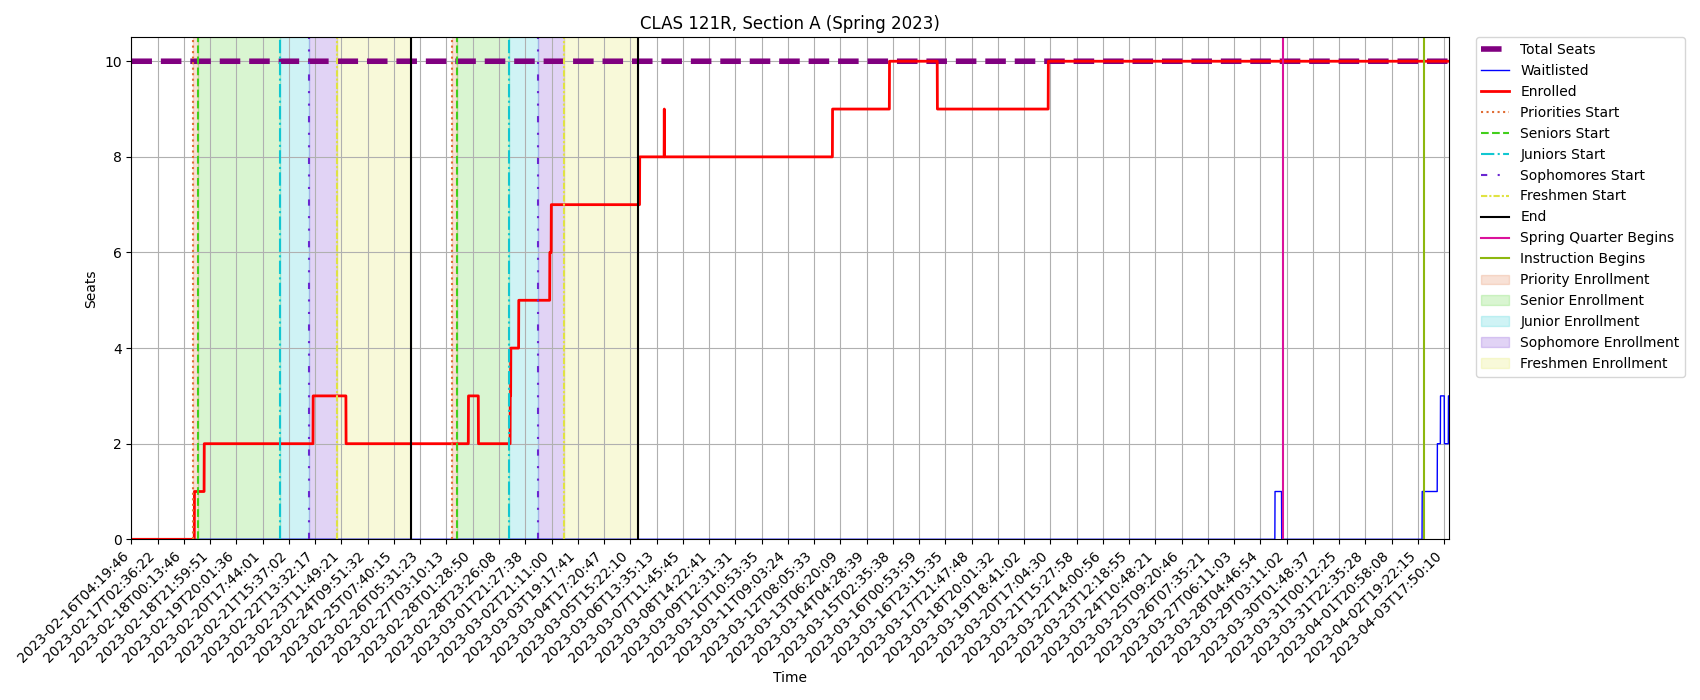 CLAS 121R, Section A (Spring 2023)
10
8
6
4
2
0
Seats
2023-02-16T04:19:46
2023-02-17T02:36:22
2023-02-18T00:13:46
2023-02-18T21:59:51
2023-02-19T20:01:36
2023-02-20T17:44:01
2023-02-21T15:37:02
2023-02-22T13:32:17
2023-02-23T11:49:21
2023-02-24T09:51:32
2023-02-25T07:40:15
2023-02-26T05:31:23
2023-02-27T03:10:13
2023-02-28T01:28:50
2023-02-28T23:26:08
2023-03-01T21:27:38
2023-03-02T21:11:00
2023-03-03T19:17:41
2023-03-04T17:20:47
2023-03-05T15:22:10
2023-03-06T13:35:13
2023-03-07T11:45:45
2023-03-08T14:22:41
2023-03-09T12:31:31
2023-03-10T10:53:35
2023-03-11T09:03:24
2023-03-12T08:05:33
2023-03-13T06:20:09
2023-03-14T04:28:39
2023-03-15T02:35:38
2023-03-16T00:53:59
2023-03-16T23:15:35
2023-03-17T21:47:48
2023-03-18T20:01:32
2023-03-19T18:41:02
2023-03-20T17:04:30
2023-03-21T15:27:58
2023-03-22T14:00:56
2023-03-23T12:18:55
2023-03-24T10:48:21
2023-03-25T09:20:46
2023-03-26T07:35:21
2023-03-27T06:11:03
2023-03-28T04:46:54
2023-03-29T03:11:02
2023-03-30T01:48:37
2023-03-31T00:12:25
2023-03-31T22:35:28
2023-04-01T20:58:08
2023-04-02T19:22:15
2023-04-03T17:50:10
Time
Total Seats
Waitlisted
Enrolled
Priorities Start
Seniors Start
Juniors Start
Sophomores Start
Freshmen Start
End
Spring Quarter Begins
Instruction Begins
Priority Enrollment
Senior Enrollment
Junior Enrollment
Sophomore Enrollment
Freshmen Enrollment